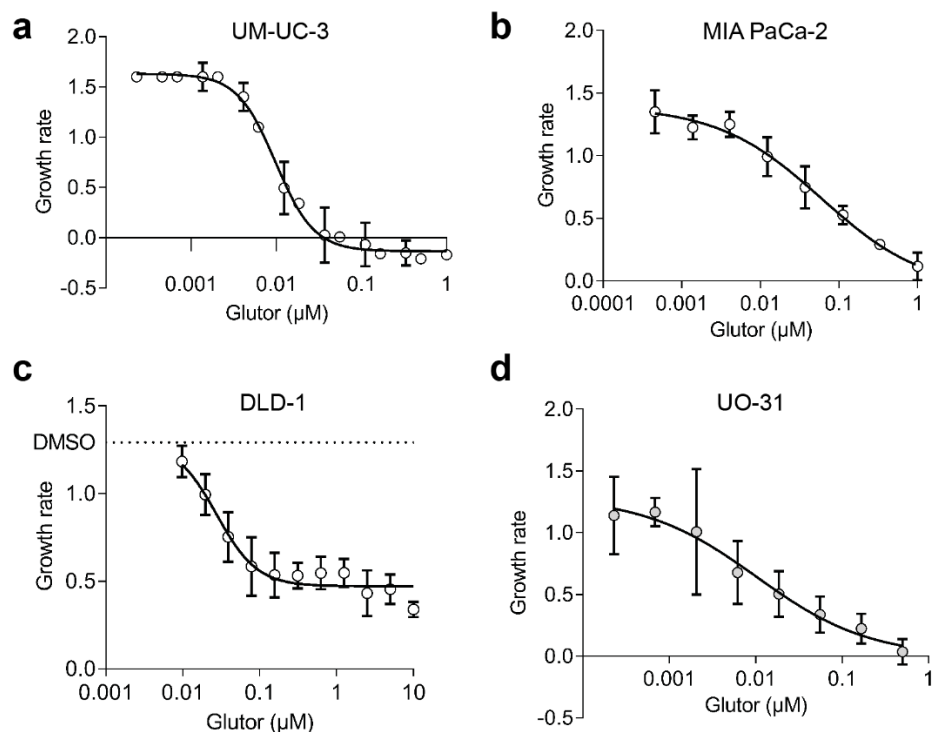 a
UM-UC-3
2.0
1.5
1.0
0.5
0.0
-0.5
Growth rate
0.001
0.01
0.1
1
Glutor (µM)
b
MIA PaCa-2
2.0
1.5
1.0
0.5
0.0
Growth rate
0.0001
0.001
0.01
0.1
1
Glutor (µM)
c
DLD-1
1.5
DMSO
1.0
0.5
0.0
Growth rate
0.001
0.01
0.1
1
10
Glutor (µM)
d
UO-31
2.0
1.5
1.0
0.5
0.0
-0.5
Growth rate
0.001
0.01
0.1
1
Glutor (µM)